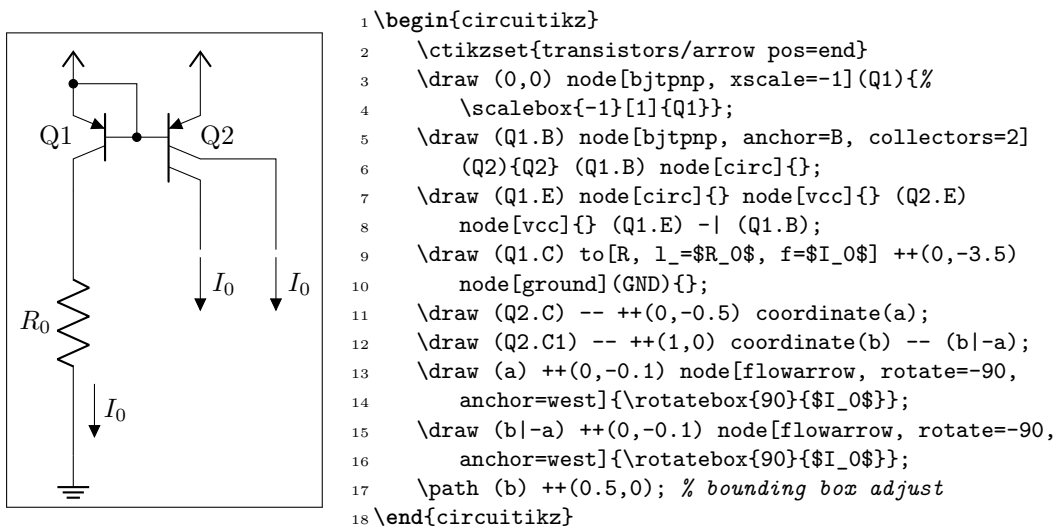 Q1
Q2
I_0
I_0
R_0
I_0
1 \begin{circuitikz}
2     \ctikzset{transistors/arrow pos=end}
3     \draw (0,0) node[bjtpnp, xscale=-1](Q1){%
4         \scalebox{-1}[1]{Q1}};
5     \draw (Q1.B) node[bjtpnp, anchor=B, collectors=2]
6         (Q2){Q2} (Q1.B) node[circ]{};
7     \draw (Q1.E) node[circ]{} node[vcc]{} (Q2.E)
8         node[vcc]{} (Q1.E) -| (Q1.B);
9     \draw (Q1.C) to[R, l_=$R_0$, f=$I_0$] ++(0,-3.5)
10         node[ground](GND){};
11     \draw (Q2.C) -- ++(0,-0.5) coordinate(a);
12     \draw (Q2.C1) -- ++(1,0) coordinate(b) -- (b|-a);
13     \draw (a) ++(0,-0.1) node[flowarrow, rotate=-90,
14         anchor=west]{\rotatebox{90}{$I_0$}};
15     \draw (b|-a) ++(0,-0.1) node[flowarrow, rotate=-90,
16         anchor=west]{\rotatebox{90}{$I_0$}};
17     \path (b) ++(0.5,0); % bounding box adjust
18 \end{circuitikz}